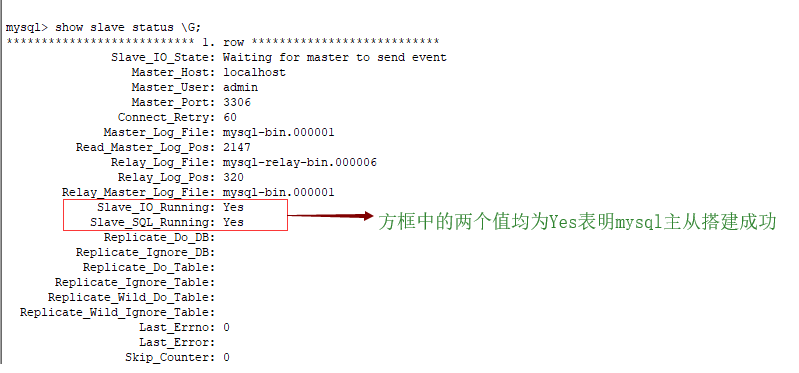 mysql> show slave status \G;
*************************** 1. row ***************************
Slave_IO_State: Waiting for master to send event
Master_Host: localhost
Master_User: admin
Master_Port: 3306
Connect_Retry: 60
Master_Log_File: mysql-bin.000001
Read_Master_Log_Pos: 2147
Relay_Log_File: mysql-relay-bin.000006
Relay_Log_Pos: 320
Relay_Master_Log_File: mysql-bin.000001
Slave_IO_Running: Yes
Slave_SQL_Running: Yes
方框中的两个值均为Yes表明mysql主从搭建成功
Replicate_Do_DB:
Replicate_Ignore_DB:
Replicate_Do_Table:
Replicate_Ignore_Table:
Replicate_Wild_Do_Table:
Replicate_Wild_Ignore_Table:
Last_Errno: 0
Last_Error:
Skip_Counter: 0